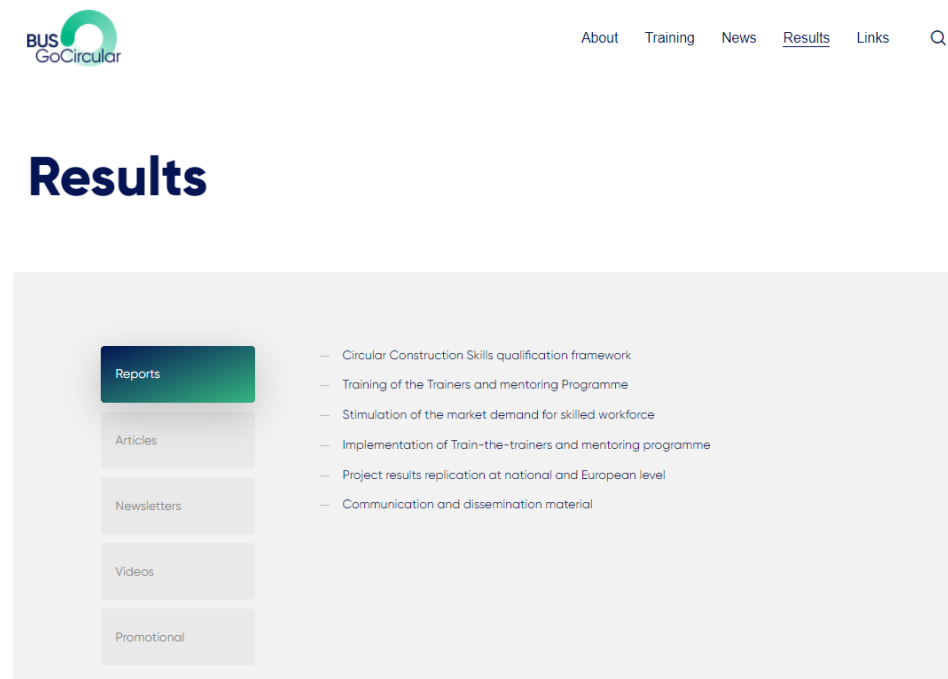 BUS
GoCircular
About Training News Results Links
Results
Reports
Articles
Newsletters
Videos
Promotional
— Circular Construction Skills qualification framework
— Training of the Trainers and mentoring Programme
— Stimulation of the market demand for skilled workforce
— Implementation of Train-the-trainers and mentoring programme
— Project results replication at national and European level
— Communication and dissemination material